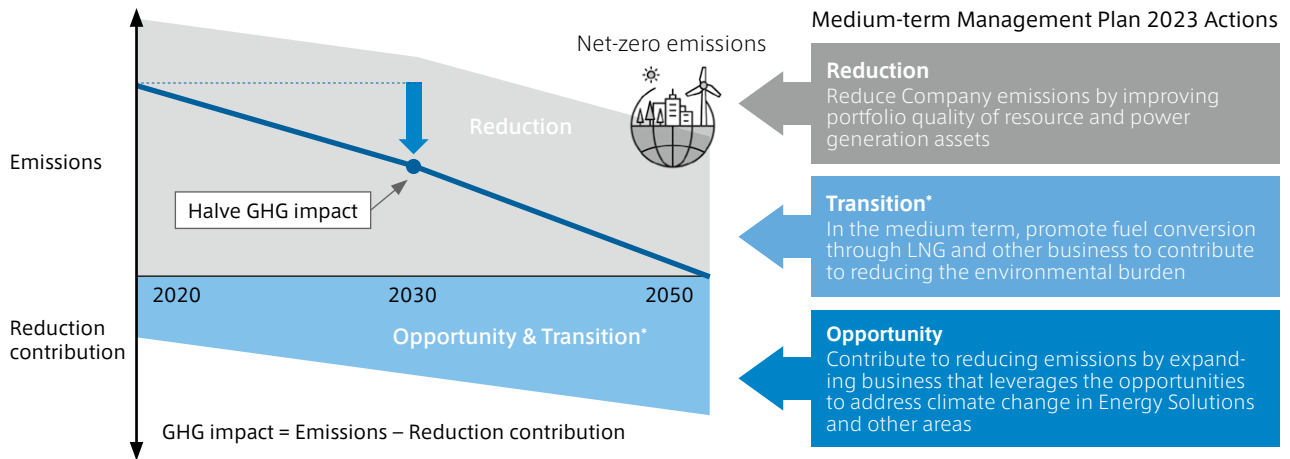 Medium-term Management Plan 2023 Actions
Net-zero emissions
Reduction
Emissions
Halve GHG impact
2020
2030
2050
Reduction
contribution
Opportunity & Transition*
GHG impact = Emissions – Reduction contribution
Reduction
Reduce Company emissions by improving
portfolio quality of resource and power
generation assets
Transition*
In the medium term, promote fuel conversion
through LNG and other business to contribute
to reducing the environmental burden
Opportunity
Contribute to reducing emissions by expand-
ing business that leverages the opportunities
to address climate change in Energy Solutions
and other areas